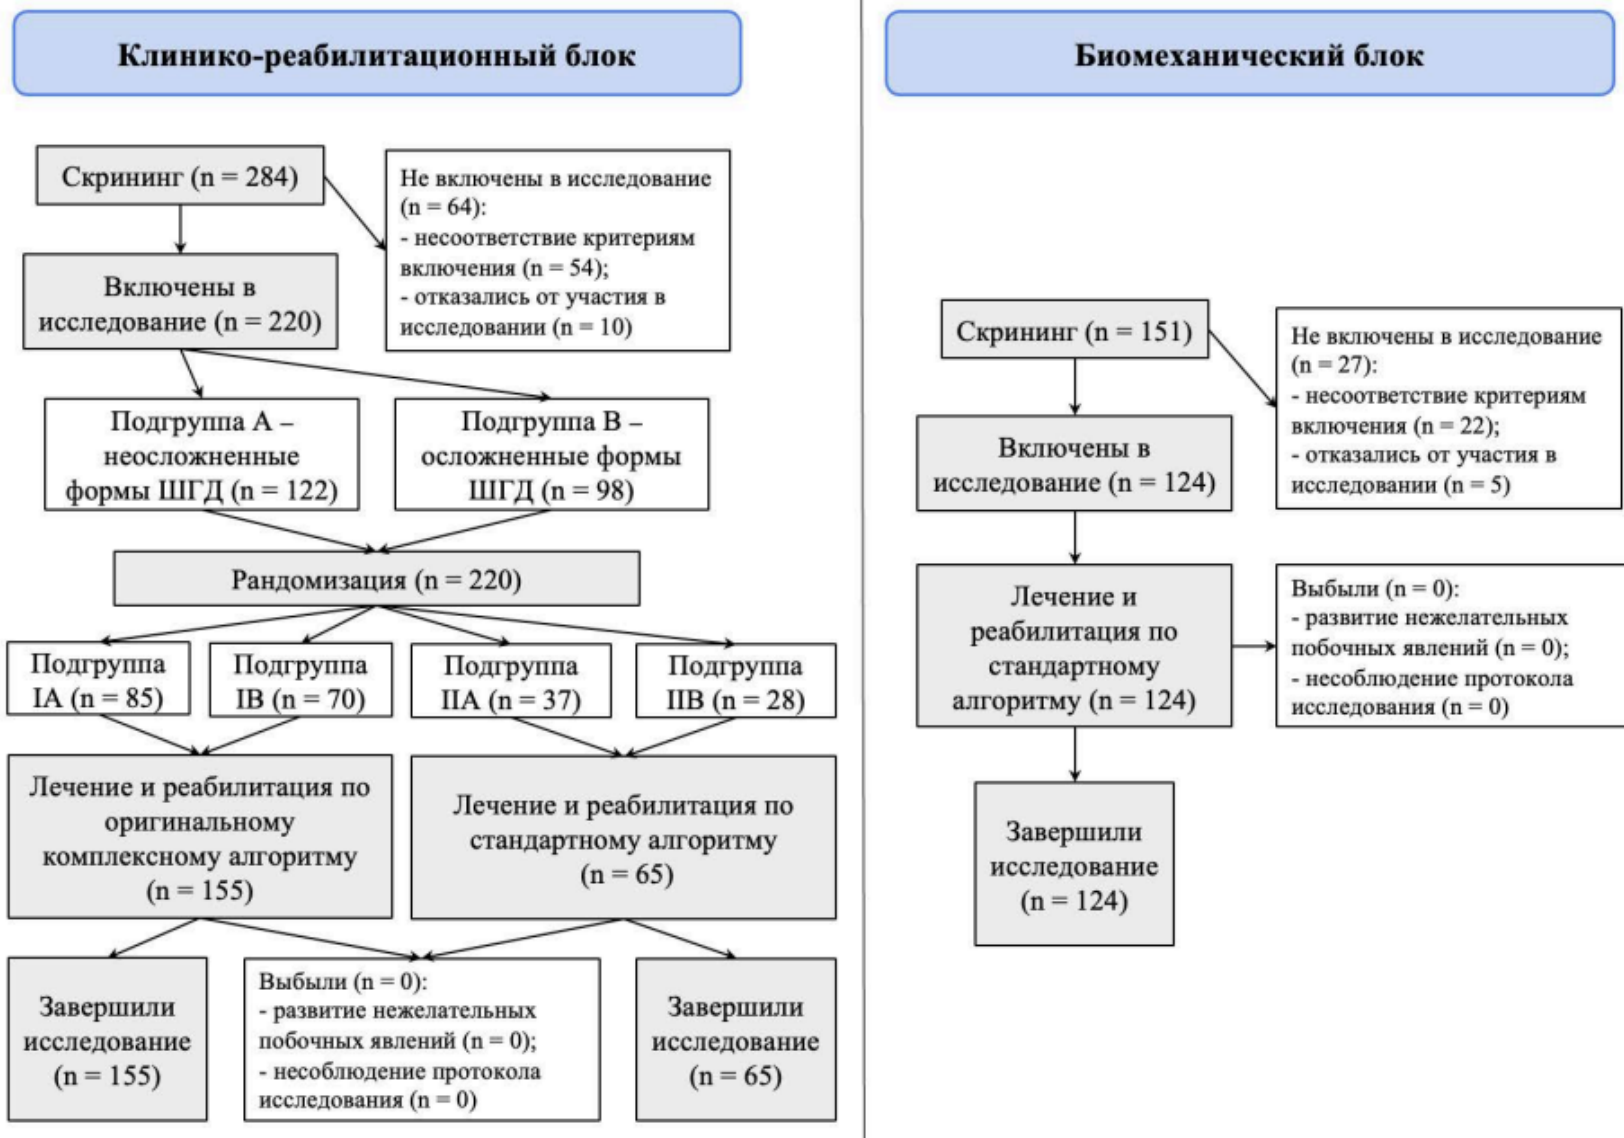 Клинико-реабилитационный блок
Скрининг (n = 284)
Не включены в исследование
(n = 64):
- несоответствие критериям
включения (n = 54);
- отказались от участия в
исследовании (n = 10)
Включены в
исследование (n = 220)
Подгруппа А –
неосложненные
формы ШГД (n = 122)
Подгруппа В –
осложненные формы
ШГД (n = 98)
Рандомизация (n = 220)
Подгруппа
IA (n = 85)
Подгруппа
IB (n = 70)
Подгруппа
IIA (n = 37)
Подгруппа
IIB (n = 28)
Лечение и реабилитация по
оригинальному
комплексному алгоритму
(n = 155)
Лечение и реабилитация по
стандартному алгоритму
(n = 65)
Завершили
исследование
(n = 155)
Выбыли (n = 0):
- развитие нежелательных
побочных явлений (n = 0);
- несоблюдение протокола
исследования (n = 0)
Завершили
исследование
(n = 65)
Биомеханический блок
Скрининг (n = 151)
Не включены в исследование
(n = 27):
- несоответствие критериям
включения (n = 22);
- отказались от участия в
исследовании (n = 5)
Включены в
исследование (n = 124)
Лечение и
реабилитация по
стандартному
алгоритму (n = 124)
Выбыли (n = 0):
- развитие нежелательных
побочных явлений (n = 0);
- несоблюдение протокола
исследования (n = 0)
Завершили
исследование
(n = 124)